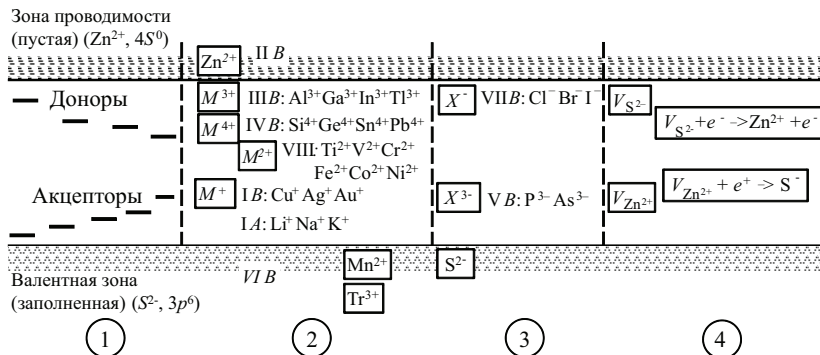 Зона проводимости
(пустая) (Zn²⁺, 4S⁰)
Zn²⁺ II B
Доноры
M³⁺ III B: Al³⁺Ga³⁺In³⁺Tl³⁺
M⁴⁺ IV B: Si⁴⁺Ge⁴⁺Sn⁴⁺Pb⁴⁺
M²⁺ VIII: Ti²⁺V²⁺Cr²⁺
Fe²⁺Co²⁺Ni²⁺
Акцепторы
M⁺ I B: Cu⁺Ag⁺Au⁺
I A: Li⁺Na⁺K⁺
X⁻ VII B: Cl⁻Br⁻I⁻
X³⁻ V B: P³⁻As³⁻
V_S²⁻
V_S²⁻+e⁻ –>Zn²⁺+e⁻
V_Zn²⁺ + e⁺ –> S⁻
V_Zn²⁺
Валентная зона
(заполненная) (S²⁻, 3p⁶)
VI B
Mn²⁺
Tr³⁺
S²⁻
1 2 3 4